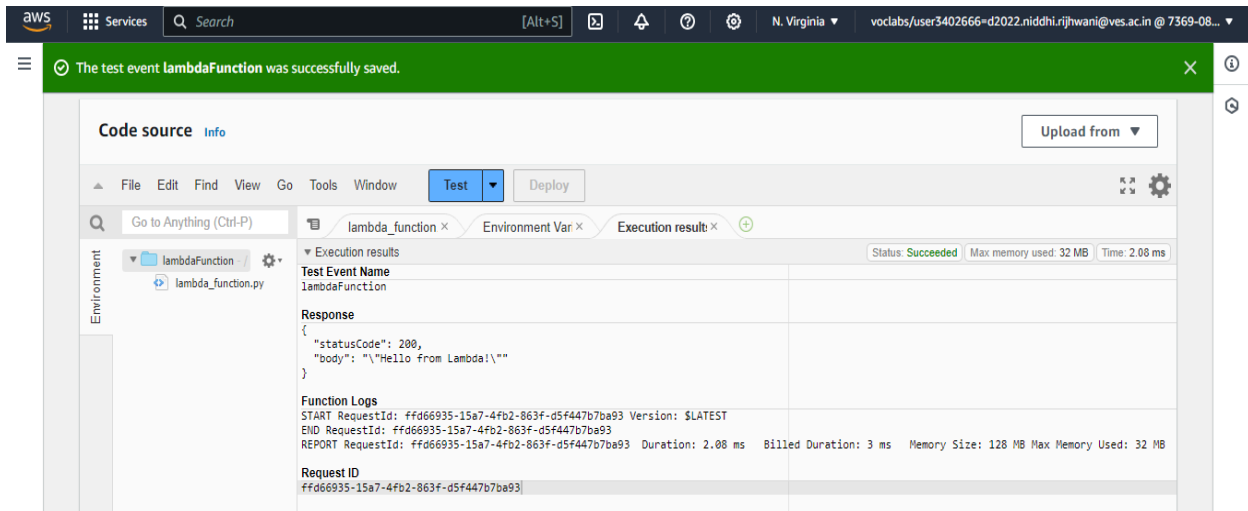 aws Services Search [Alt+S] N. Virginia ▼ voclabs/user3402666=d2022.niddhi.rijhwani@ves.ac.in @ 7369-08... ▼
The test event lambdaFunction was successfully saved.
Code source Info
Upload from ▼
File Edit Find View Go Tools Window Test Deploy
Go to Anything (Ctrl-P)
lambda_function × Environment Var × Execution result ×
Environment
lambdaFunction - /
lambda_function.py
▼ Execution results Status: Succeeded Max memory used: 32 MB Time: 2.08 ms
Test Event Name
lambdaFunction
Response
{
"statusCode": 200,
"body": "\"Hello from Lambda!\""
}
Function Logs
START RequestId: ffd66935-15a7-4fb2-863f-d5f447b7ba93 Version: $LATEST
END RequestId: ffd66935-15a7-4fb2-863f-d5f447b7ba93
REPORT RequestId: ffd66935-15a7-4fb2-863f-d5f447b7ba93 Duration: 2.08 ms Billed Duration: 3 ms Memory Size: 128 MB Max Memory Used: 32 MB
Request ID
ffd66935-15a7-4fb2-863f-d5f447b7ba93